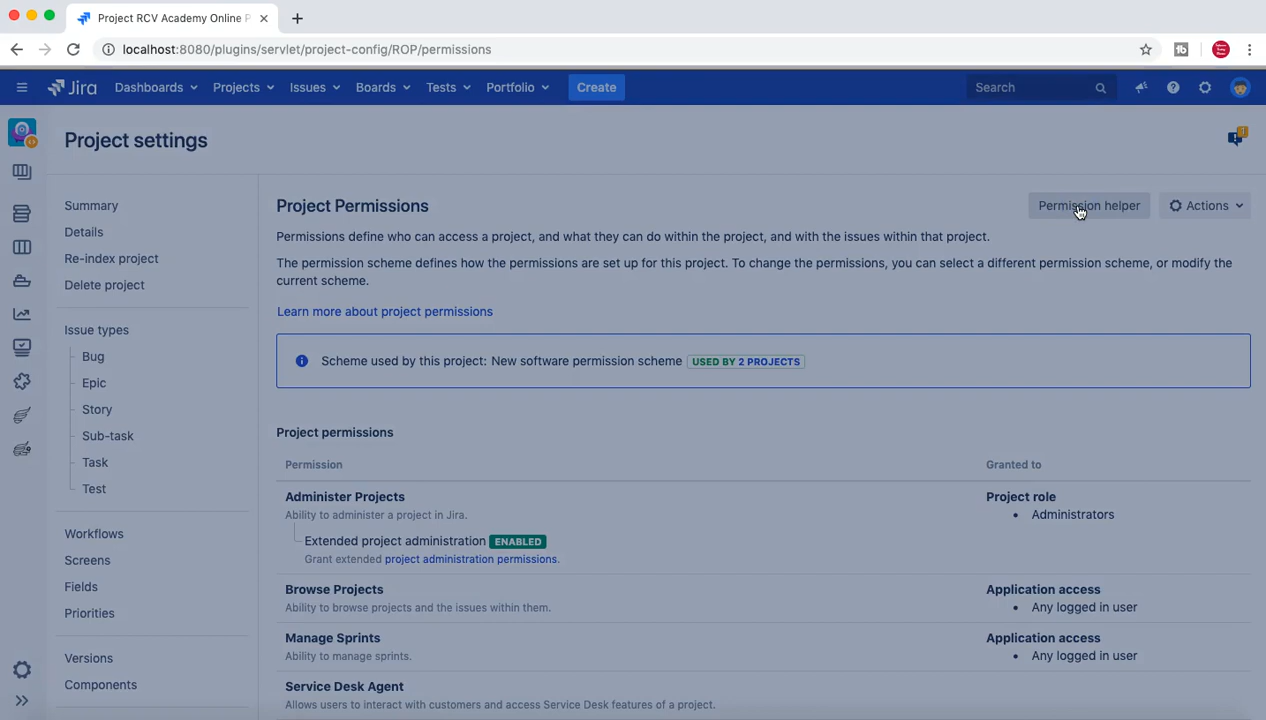 Project RCV Academy Online P
localhost:8080/plugins/servlet/project-config/ROP/permissions
Jira Dashboards Projects Issues Boards Tests Portfolio Create Search
Project settings
Summary
Details
Re-index project
Delete project
Issue types
Bug
Epic
Story
Sub-task
Task
Test
Workflows
Screens
Fields
Priorities
Versions
Components
Project Permissions
Permission helper
Actions
Permissions define who can access a project, and what they can do within the project, and with the issues within that project.
The permission scheme defines how the permissions are set up for this project. To change the permissions, you can select a different permission scheme, or modify the
current scheme.
Learn more about project permissions
Scheme used by this project: New software permission scheme USED BY 2 PROJECTS
Project permissions
Permission Granted to
Administer Projects
Ability to administer a project in Jira.
Extended project administration ENABLED
Grant extended project administration permissions.
Project role
• Administrators
Browse Projects
Ability to browse projects and the issues within them.
Application access
• Any logged in user
Manage Sprints
Ability to manage sprints.
Application access
• Any logged in user
Service Desk Agent
Allows users to interact with customers and access Service Desk features of a project.